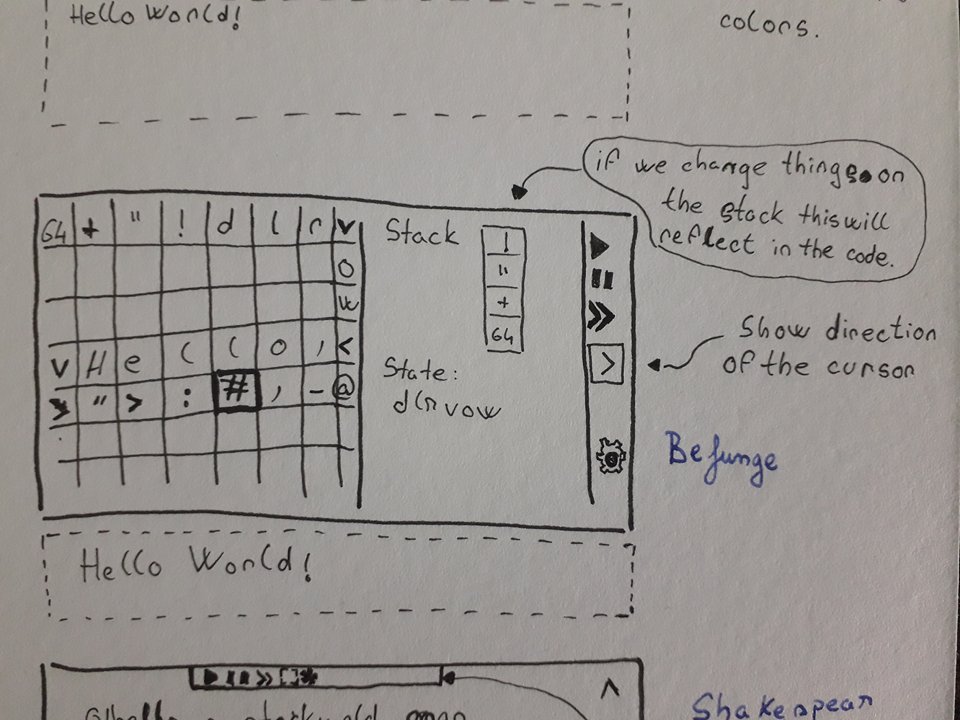 Hello World!
colors.
if we change things on
the stack this will
reflect in the code.
64 + " ! d l r v
Stack
!
"
+
64
o
w
v H e l l o , <
State:
dlrvow
> " > : # , _ @
>
Show direction
of the cursor
Befunge
Hello World!
Shakespear